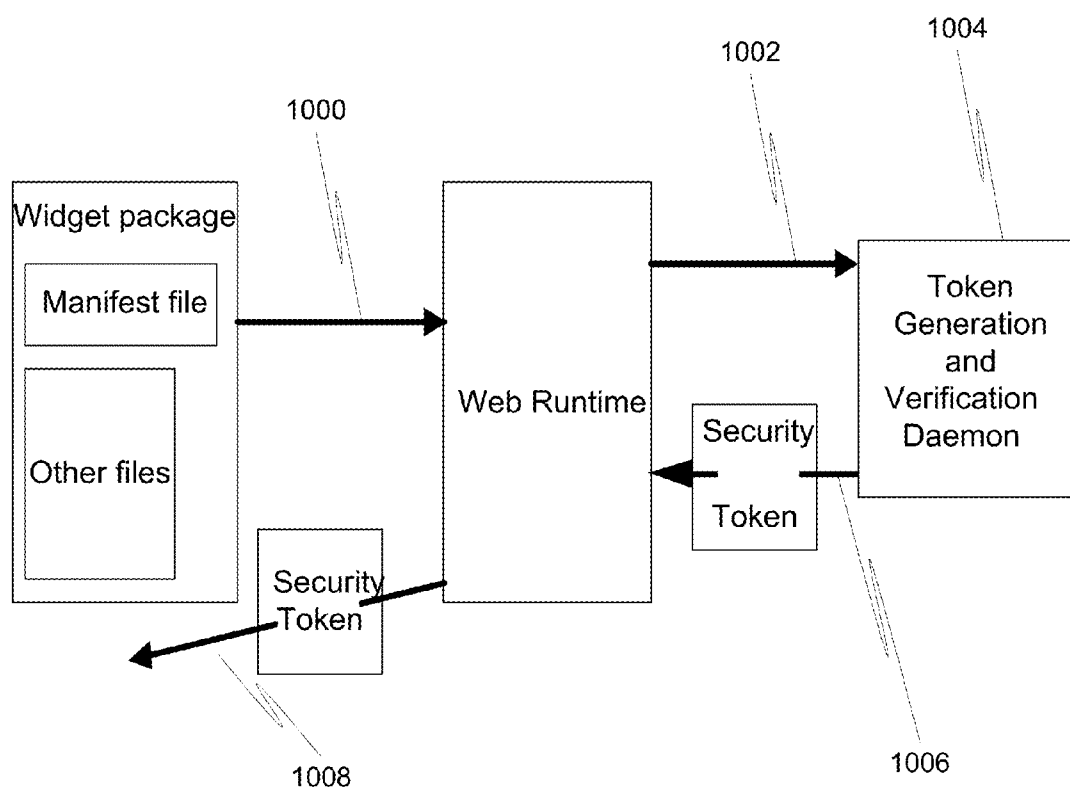 1004
1002
1000
Widget package
Manifest file
Other files
Web Runtime
Token
Generation
and
Verification
Daemon
Security
Token
Security
Token
1006
1008